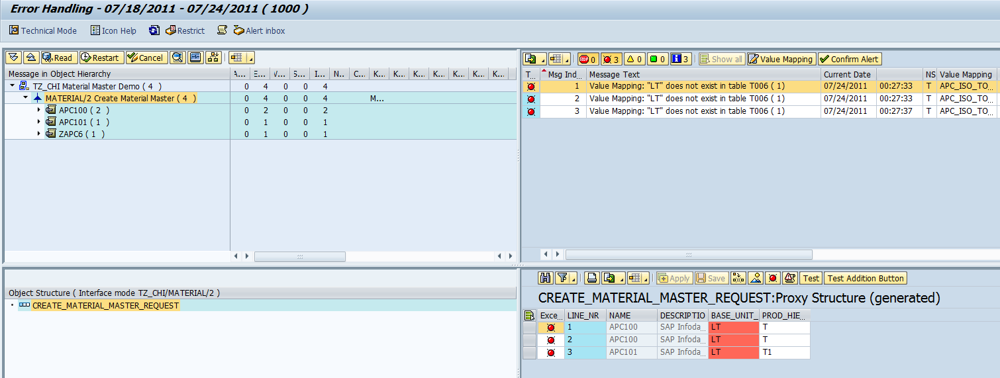 Error Handling - 07/18/2011 - 07/24/2011 ( 1000 )
Technical Mode Icon Help Restrict Alert inbox
Read Restart Cancel
Message in Object Hierarchy A... E... V... S... I... N.. C... K... K... K... K... K... K... K...
TZ_CHI Material Master Demo ( 4 ) 0 4 0 0 4
MATERIAL/2 Create Material Master ( 4 ) 0 4 0 0 4 M...
APC100 ( 2 ) 0 2 0 0 2
APC101 ( 1 ) 0 1 0 0 1
ZAPC6 ( 1 ) 0 1 0 0 1
0 3 0 0 3 Show all Value Mapping Confirm Alert
T... Msg Ind... Message Text Current Date NS Value Mapping
1 Value Mapping: "LT" does not exist in table T006 ( 1) 07/24/2011 00:27:33 T APC_ISO_TO...
2 Value Mapping: "LT" does not exist in table T006 ( 1) 07/24/2011 00:27:33 T APC_ISO_TO...
3 Value Mapping: "LT" does not exist in table T006 ( 1) 07/24/2011 00:27:37 T APC_ISO_TO...
Object Structure ( Interface mode TZ_CHI/MATERIAL/2 )
CREATE_MATERIAL_MASTER_REQUEST
Apply Save Test Test Addition Button
CREATE_MATERIAL_MASTER_REQUEST:Proxy Structure (generated)
Exce... LINE_NR NAME DESCRIPTIO BASE_UNIT_ PROD_HIE...
1 APC100 SAP Infoda... LT T
2 APC100 SAP Infoda... LT T
3 APC101 SAP Infoda... LT T1